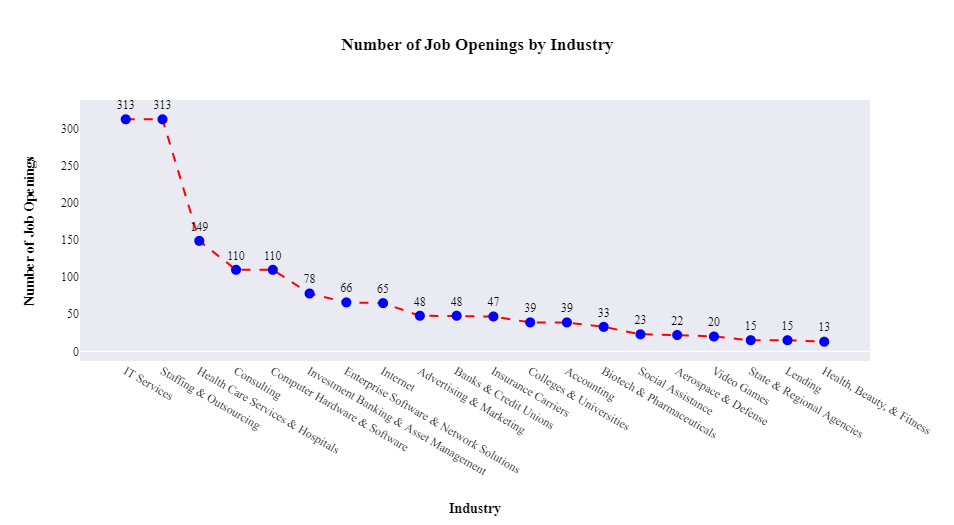 Number of Job Openings by Industry
Number of Job Openings
300
250
200
150
100
50
0
313
313
149
110
110
78
66
65
48
48
47
39
39
33
23
22
20
15
15
13
IT Services
Staffing & Outsourcing
Health Care Services & Hospitals
Consulting
Computer Hardware & Software
Investment Banking & Asset Management
Enterprise Software & Network Solutions
Internet
Advertising & Marketing
Banks & Credit Unions
Insurance Carriers
Colleges & Universities
Accounting
Biotech & Pharmaceuticals
Social Assistance
Aerospace & Defense
Video Games
State & Regional Agencies
Lending
Health, Beauty, & Fitness
Industry